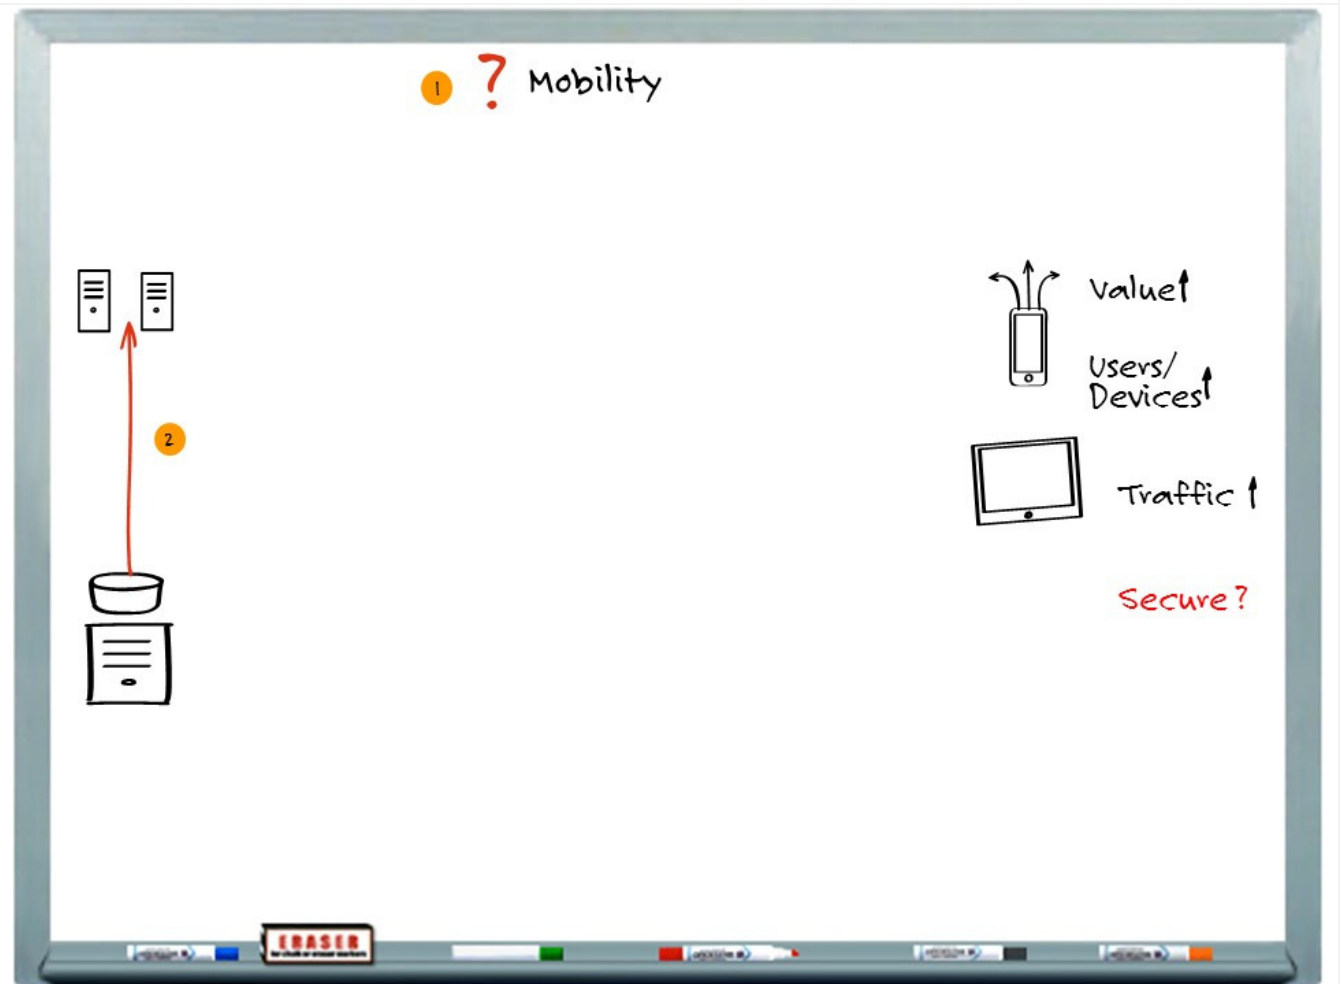 1 ? Mobility
Value
Users/
Devices
2
Traffic
Secure?
ERASER